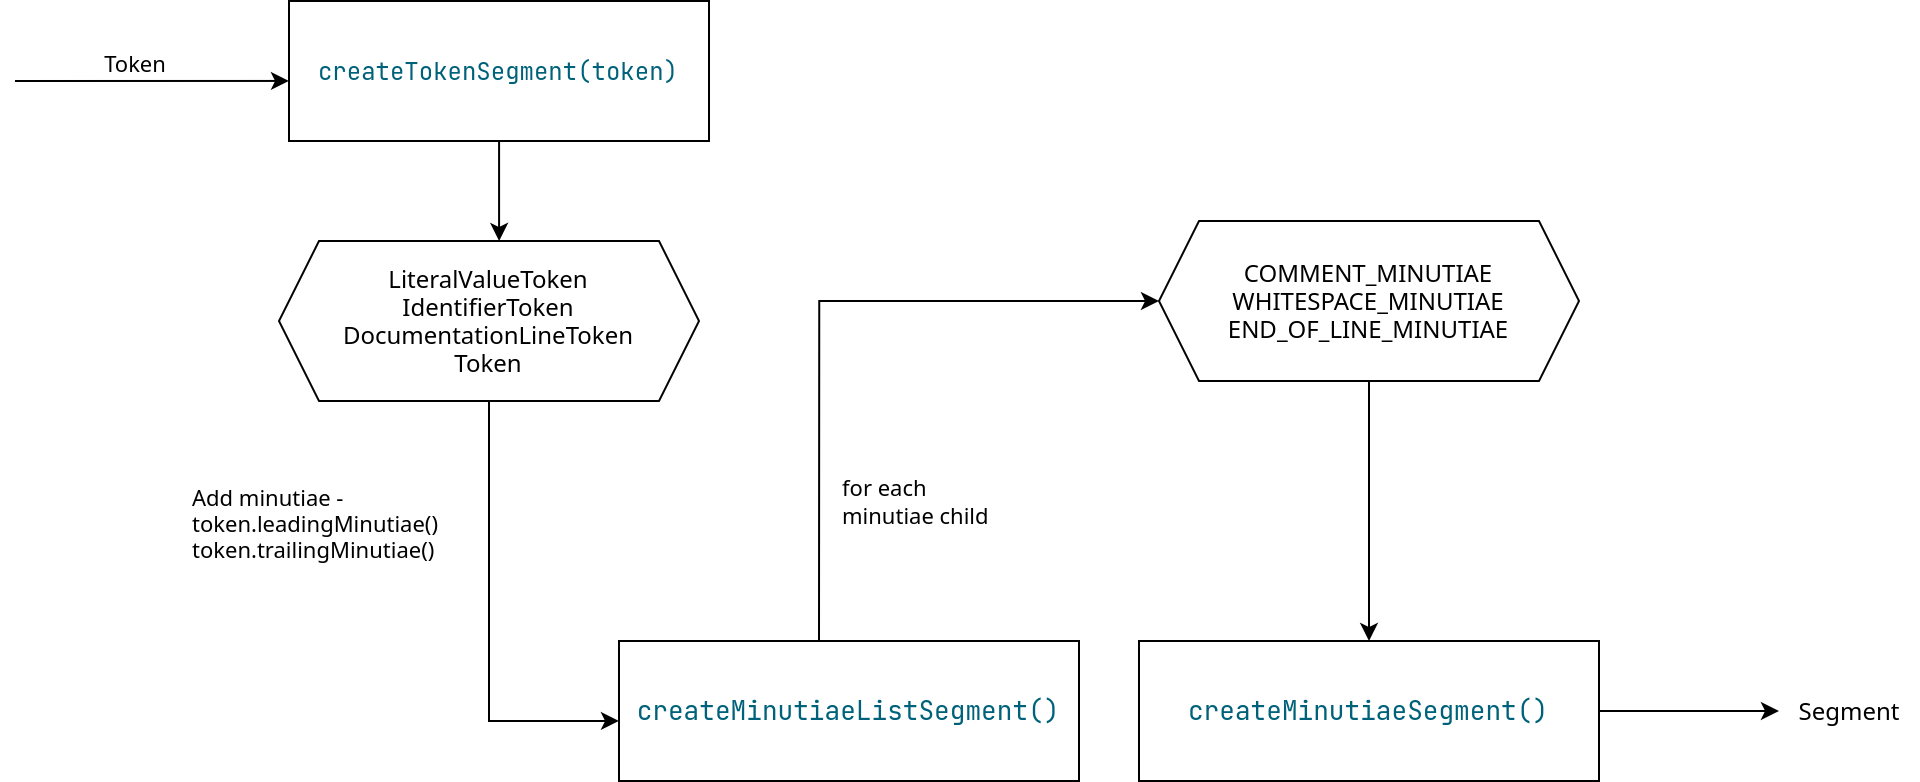 Token
createTokenSegment(token)
LiteralValueToken
IdentifierToken
DocumentationLineToken
Token
Add minutiae -
token.leadingMinutiae()
token.trailingMinutiae()
createMinutiaeListSegment()
for each
minutiae child
COMMENT_MINUTIAE
WHITESPACE_MINUTIAE
END_OF_LINE_MINUTIAE
createMinutiaeSegment()
Segment